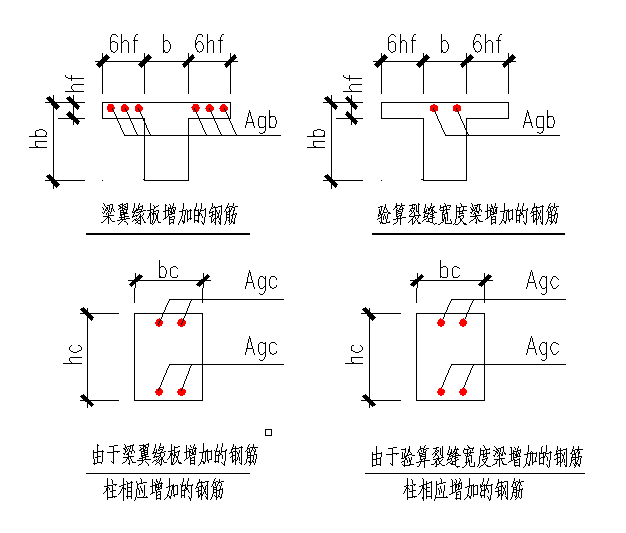 6hf b 6hf
6hf b 6hf
hf
hf
hb
Agb
hb
Agb
梁翼缘板增加的钢筋
验算裂缝宽度梁增加的钢筋
bc
Agc
bc
Agc
hc
Agc
hc
Agc
由于梁翼缘板增加的钢筋
柱相应增加的钢筋
由于验算裂缝宽度梁增加的钢筋
柱相应增加的钢筋